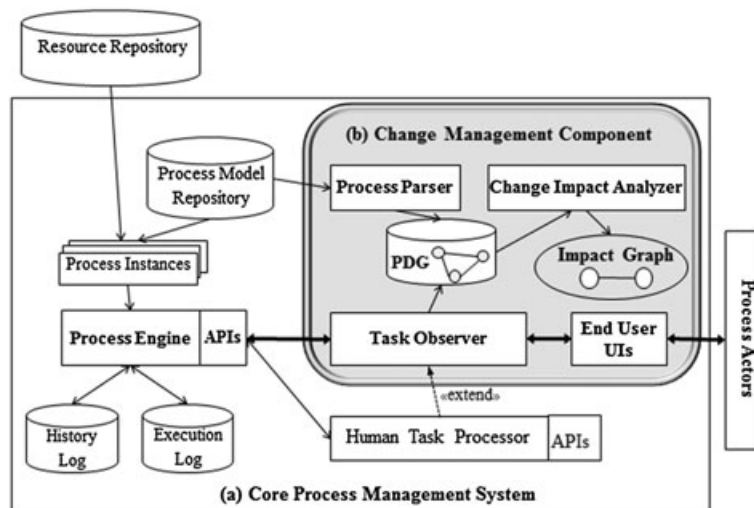 Resource Repository
(b) Change Management Component
Process Model
Repository
Process Parser
Change Impact Analyzer
PDG
Impact Graph
Process Instances
Process Engine
APIs
Task Observer
End User
UIs
Process Actors
«extend»
History
Log
Execution
Log
Human Task Processor
APIs
(a) Core Process Management System